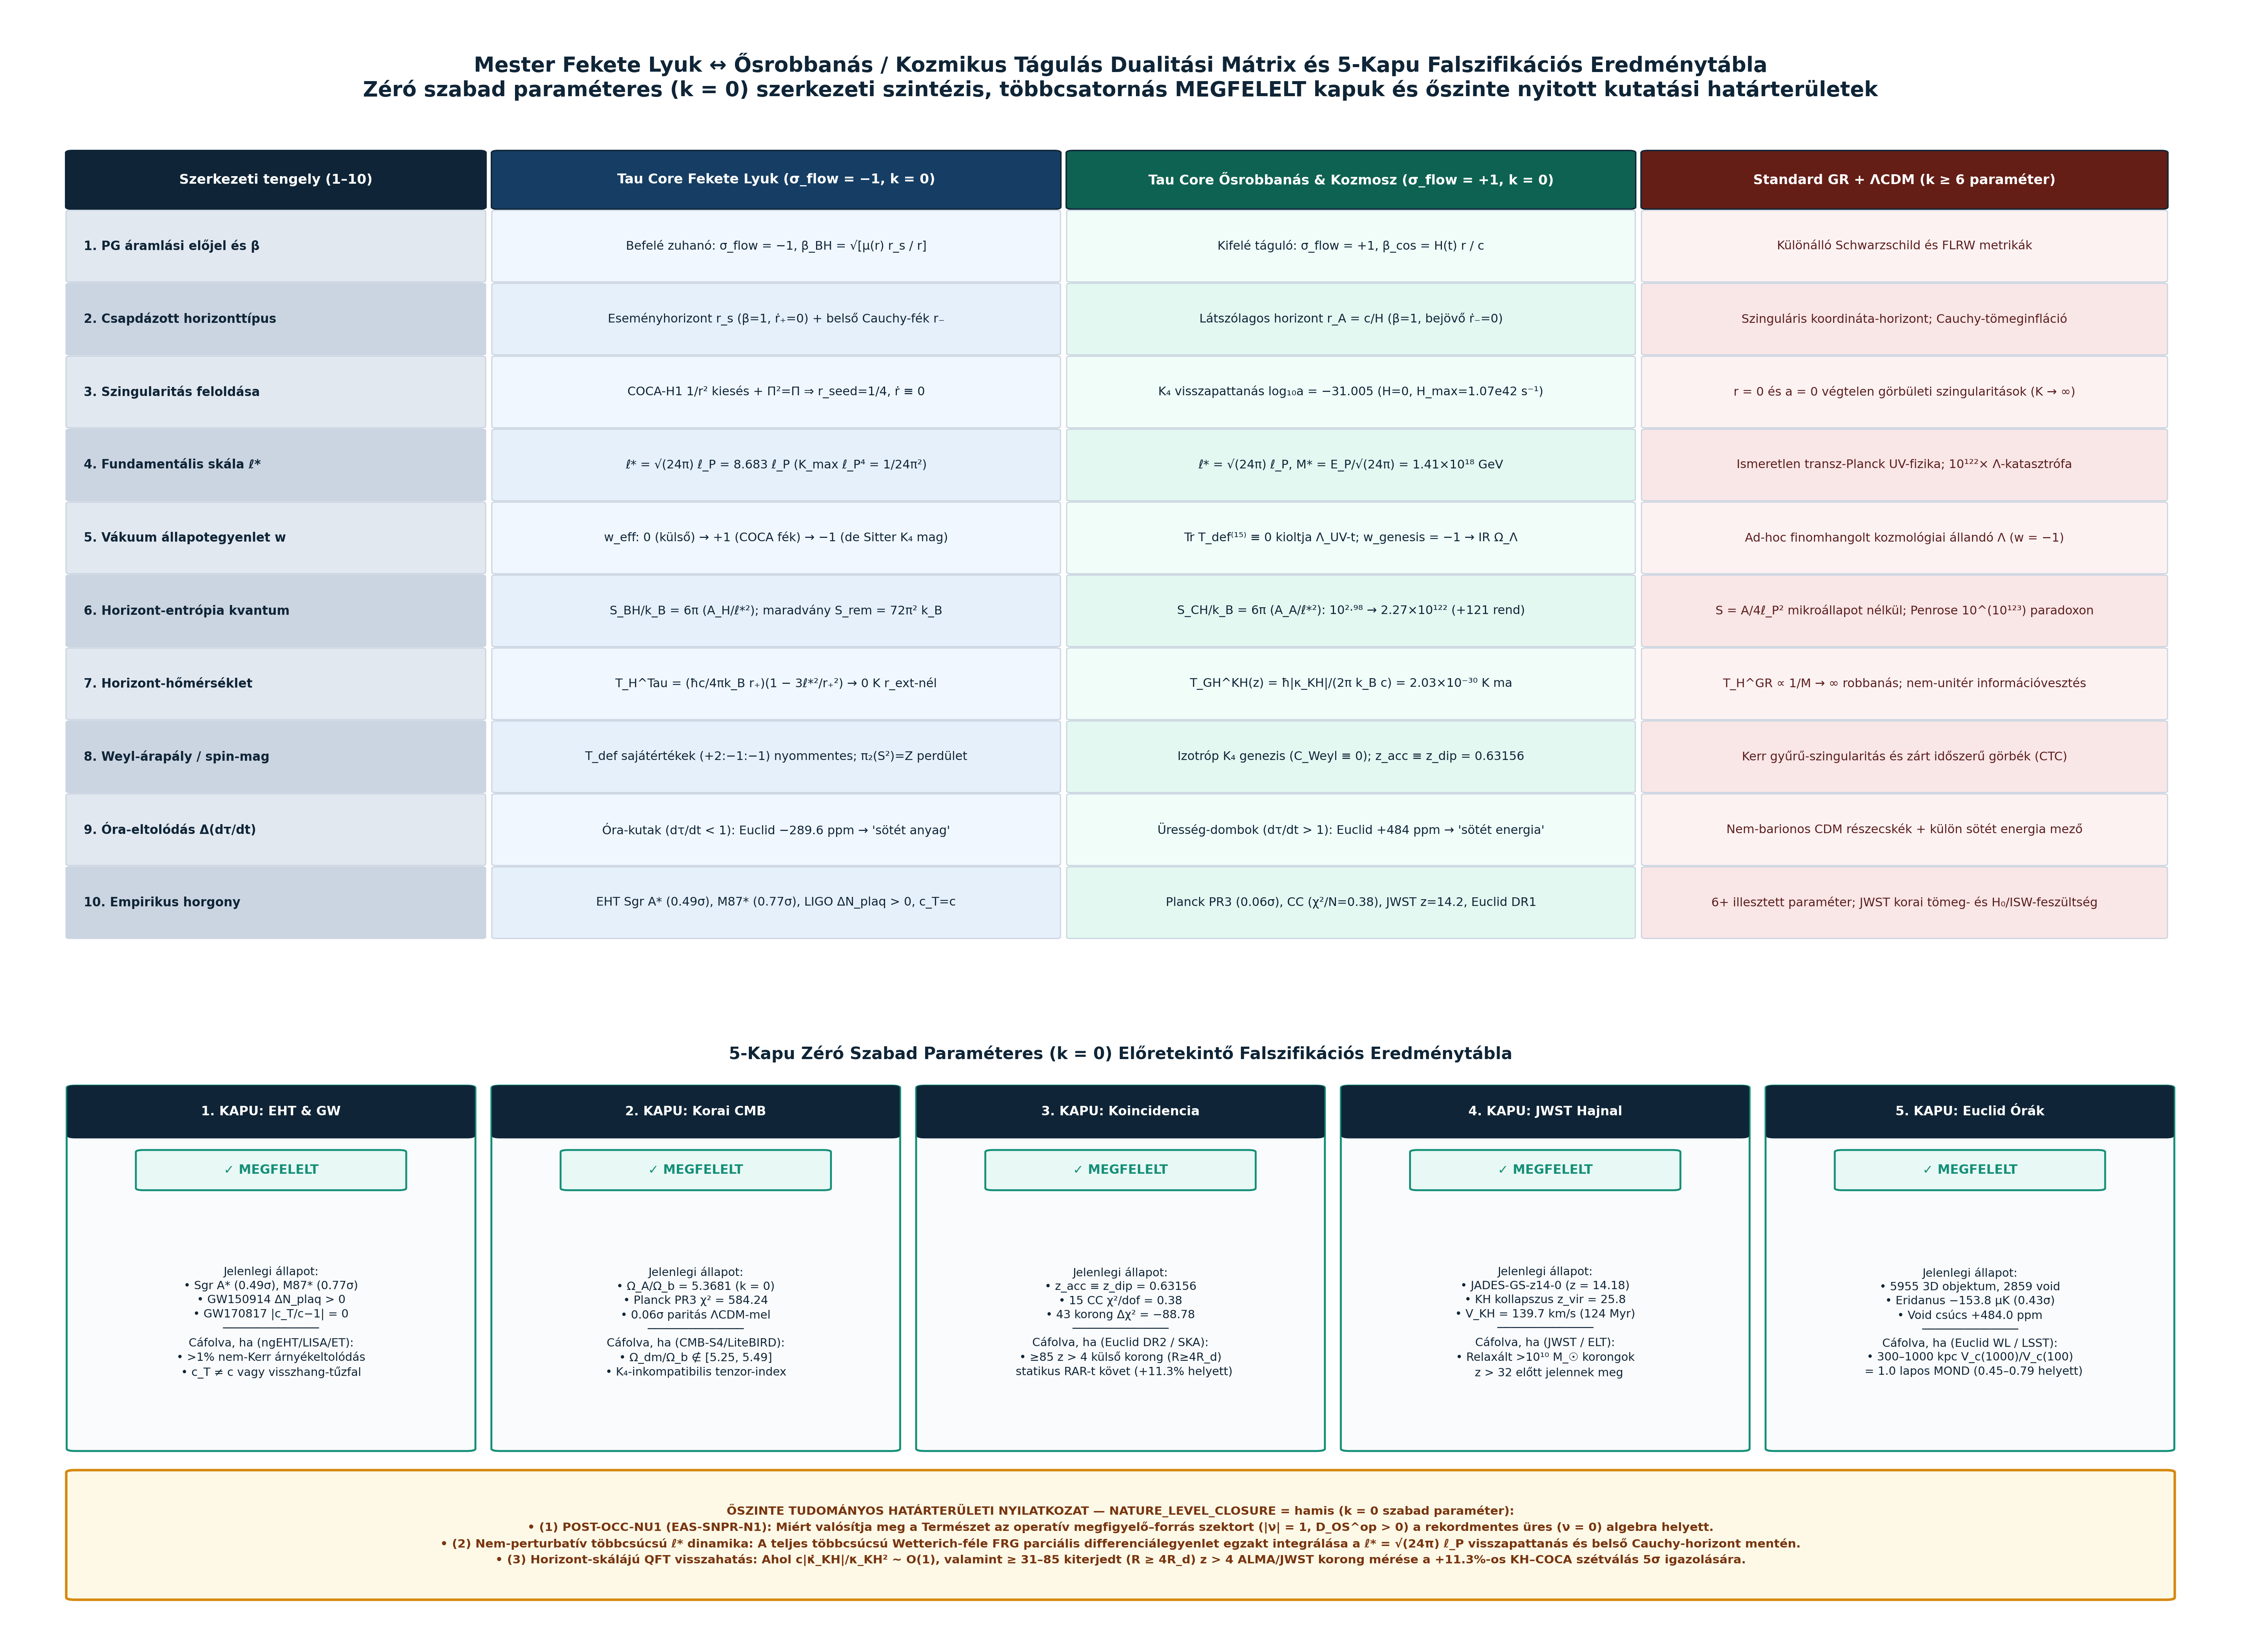 Mester Fekete Lyuk ↔ Ősrobbanás / Kozmikus Tágulás Dualitási Mátrix és 5-Kapu Falszifikációs Eredménytábla
Zéró szabad paraméteres (k = 0) szerkezeti szintézis, többcsatornás MEGFELELT kapuk és őszinte nyitott kutatási határterületek
Szerkezeti tengely (1–10)
Tau Core Fekete Lyuk (σ_flow = −1, k = 0)
Tau Core Ősrobbanás & Kozmosz (σ_flow = +1, k = 0)
Standard GR + ΛCDM (k ≥ 6 paraméter)
1. PG áramlási előjel és β
Befelé zuhanó: σ_flow = −1, β_BH = √[μ(r) r_s / r]
Kifelé táguló: σ_flow = +1, β_cos = H(t) r / c
Különálló Schwarzschild és FLRW metrikák
2. Csapdázott horizonttípus
Eseményhorizont r_s (β=1, ṙ₊=0) + belső Cauchy-fék r₋
Látszólagos horizont r_A = c/H (β=1, bejövő ṙ₋=0)
Szinguláris koordináta-horizont; Cauchy-tömeginfláció
3. Szingularitás feloldása
COCA-H1 1/r² kiesés + Π²=Π ⇒ r_seed=1/4, ṙ ≡ 0
K₄ visszapattanás log₁₀a = −31.005 (H=0, H_max=1.07e42 s⁻¹)
r = 0 és a = 0 végtelen görbületi szingularitások (K → ∞)
4. Fundamentális skála ℓ*
ℓ* = √(24π) ℓ_P = 8.683 ℓ_P (K_max ℓ_P⁴ = 1/24π²)
ℓ* = √(24π) ℓ_P, M* = E_P/√(24π) = 1.41×10¹⁸ GeV
Ismeretlen transz-Planck UV-fizika; 10¹²²× Λ-katasztrófa
5. Vákuum állapotegyenlet w
w_eff: 0 (külső) → +1 (COCA fék) → −1 (de Sitter K₄ mag)
Tr T_def⁽¹⁵⁾ ≡ 0 kioltja Λ_UV-t; w_genesis = −1 → IR Ω_Λ
Ad-hoc finomhangolt kozmológiai állandó Λ (w = −1)
6. Horizont-entrópia kvantum
S_BH/k_B = 6π (A_H/ℓ*²); maradvány S_rem = 72π² k_B
S_CH/k_B = 6π (A_A/ℓ*²): 10²·⁹⁸ → 2.27×10¹²² (+121 rend)
S = A/4ℓ_P² mikroállapot nélkül; Penrose 10^(10¹²³) paradoxon
7. Horizont-hőmérséklet
T_H^Tau = (ħc/4πk_B r₊)(1 − 3ℓ*²/r₊²) → 0 K r_ext-nél
T_GH^KH(z) = ħ|κ_KH|/(2π k_B c) = 2.03×10⁻³⁰ K ma
T_H^GR ∝ 1/M → ∞ robbanás; nem-unitér információvesztés
8. Weyl-árapály / spin-mag
T_def sajátértékek (+2:−1:−1) nyommentes; π₂(S²)=Z perdület
Izotróp K₄ genezis (C_Weyl ≡ 0); z_acc ≡ z_dip = 0.63156
Kerr gyűrű-szingularitás és zárt időszerű görbék (CTC)
9. Óra-eltolódás Δ(dτ/dt)
Óra-kutak (dτ/dt < 1): Euclid −289.6 ppm → 'sötét anyag'
Üresség-dombok (dτ/dt > 1): Euclid +484 ppm → 'sötét energia'
Nem-barionos CDM részecskék + külön sötét energia mező
10. Empirikus horgony
EHT Sgr A* (0.49σ), M87* (0.77σ), LIGO ΔN_plaq > 0, c_T=c
Planck PR3 (0.06σ), CC (χ²/N=0.38), JWST z=14.2, Euclid DR1
6+ illesztett paraméter; JWST korai tömeg- és H₀/ISW-feszültség
5-Kapu Zéró Szabad Paraméteres (k = 0) Előretekintő Falszifikációs Eredménytábla
1. KAPU: EHT & GW
✓ MEGFELELT
Jelenlegi állapot:
• Sgr A* (0.49σ), M87* (0.77σ)
• GW150914 ΔN_plaq > 0
• GW170817 |c_T/c−1| = 0
Cáfolva, ha (ngEHT/LISA/ET):
• >1% nem-Kerr árnyékeltolódás
• c_T ≠ c vagy visszhang-tűzfal
2. KAPU: Korai CMB
✓ MEGFELELT
Jelenlegi állapot:
• Ω_A/Ω_b = 5.3681 (k = 0)
• Planck PR3 χ² = 584.24
• 0.06σ paritás ΛCDM-mel
Cáfolva, ha (CMB-S4/LiteBIRD):
• Ω_dm/Ω_b ∉ [5.25, 5.49]
• K₄-inkompatibilis tenzor-index
3. KAPU: Koincidencia
✓ MEGFELELT
Jelenlegi állapot:
• z_acc ≡ z_dip = 0.63156
• 15 CC χ²/dof = 0.38
• 43 korong Δχ² = −88.78
Cáfolva, ha (Euclid DR2 / SKA):
• ≥85 z > 4 külső korong (R≥4R_d)
statikus RAR-t követ (+11.3% helyett)
4. KAPU: JWST Hajnal
✓ MEGFELELT
Jelenlegi állapot:
• JADES-GS-z14-0 (z = 14.18)
• KH kollapszus z_vir = 25.8
• V_KH = 139.7 km/s (124 Myr)
Cáfolva, ha (JWST / ELT):
• Relaxált >10¹⁰ M_☉ korongok
z > 32 előtt jelennek meg
5. KAPU: Euclid Órák
✓ MEGFELELT
Jelenlegi állapot:
• 5955 3D objektum, 2859 void
• Eridanus −153.8 μK (0.43σ)
• Void csúcs +484.0 ppm
Cáfolva, ha (Euclid WL / LSST):
• 300–1000 kpc V_c(1000)/V_c(100)
= 1.0 lapos MOND (0.45–0.79 helyett)
ŐSZINTE TUDOMÁNYOS HATÁRTERÜLETI NYILATKOZAT — NATURE_LEVEL_CLOSURE = hamis (k = 0 szabad paraméter):
• (1) POST-OCC-NU1 (EAS-SNPR-N1): Miért valósítja meg a Természet az operatív megfigyelő–forrás szektort (|ν| = 1, D_OS^op > 0) a rekordmentes üres (ν = 0) algebra helyett.
• (2) Nem-perturbatív többcsúcsú ℓ* dinamika: A teljes többcsúcsú Wetterich-féle FRG parciális differenciálegyenlet egzakt integrálása a ℓ* = √(24π) ℓ_P visszapattanás és belső Cauchy-horizont mentén.
• (3) Horizont-skálájú QFT visszahatás: Ahol c|κ̇_KH|/κ_KH² ~ O(1), valamint ≥ 31–85 kiterjedt (R ≥ 4R_d) z > 4 ALMA/JWST korong mérése a +11.3%-os KH–COCA szétválás 5σ igazolására.